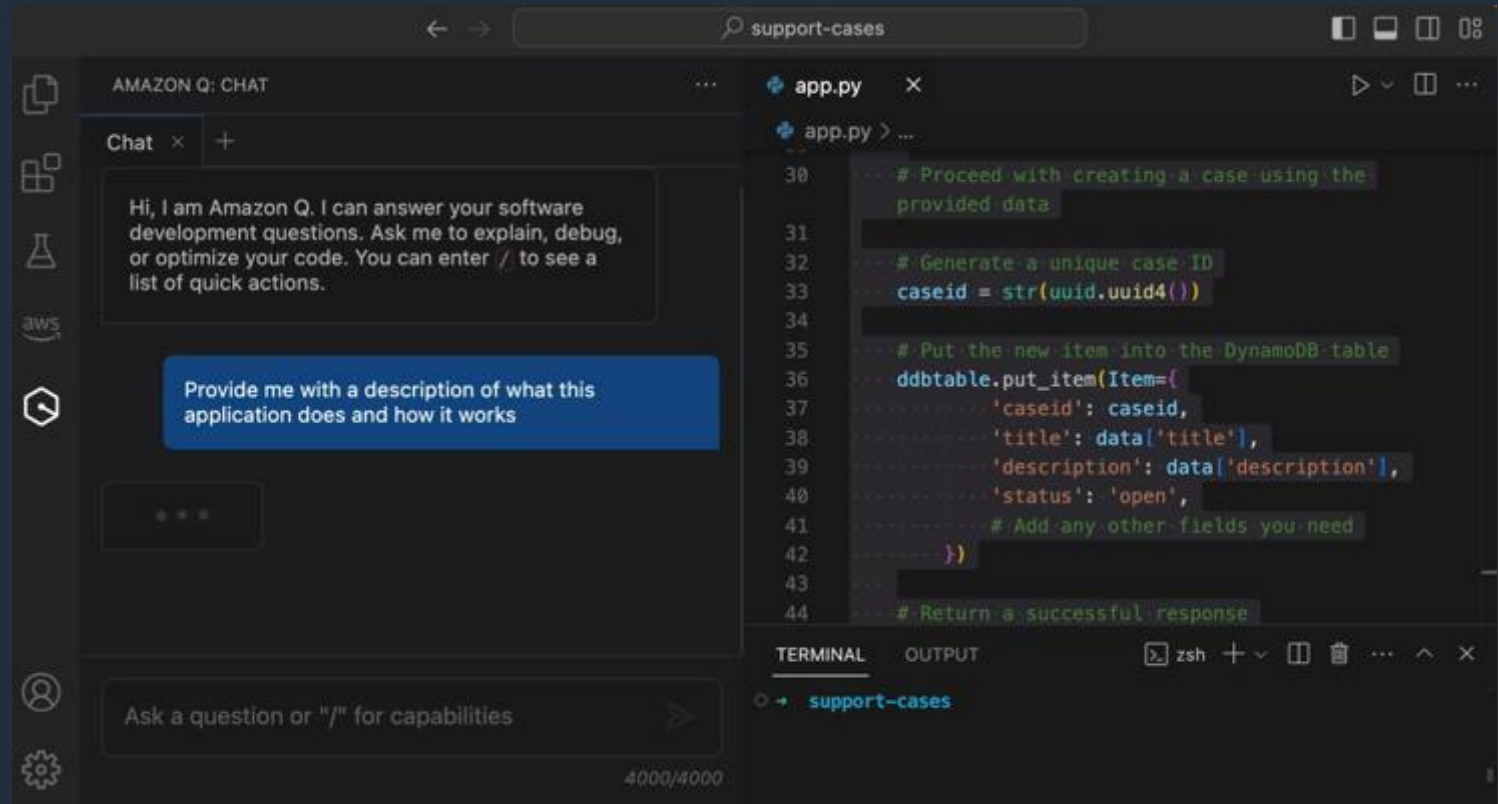 support-cases
AMAZON Q: CHAT
Chat
Hi, I am Amazon Q. I can answer your software
development questions. Ask me to explain, debug,
or optimize your code. You can enter / to see a
list of quick actions.
aws
Provide me with a description of what this
application does and how it works
Ask a question or "/" for capabilities
4000/4000
app.py
app.py > ...
30 # Proceed with creating a case using the
provided data
31
32 # Generate a unique case ID
33 caseid = str(uuid.uuid4())
34
35 # Put the new item into the DynamoDB table
36 ddbtable.put_item(Item={
37 'caseid': caseid,
38 'title': data['title'],
39 'description': data['description'],
40 'status': 'open',
41 # Add any other fields you need
42 })
43
44 # Return a successful response
TERMINAL OUTPUT zsh
support-cases